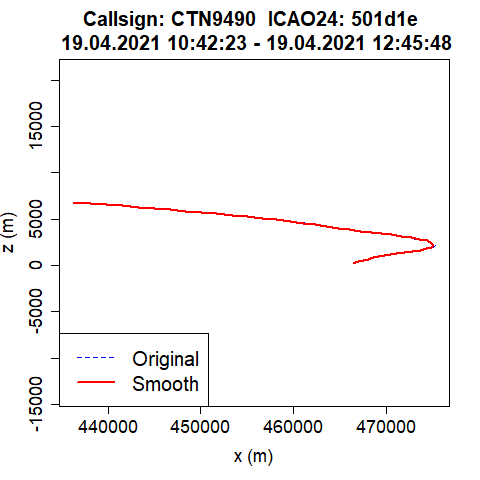 Callsign: CTN9490 ICAO24: 501d1e
19.04.2021 10:42:23 - 19.04.2021 12:45:48
z (m)
15000
5000
0
-5000
-15000
Original
Smooth
440000 450000 460000 470000
x (m)